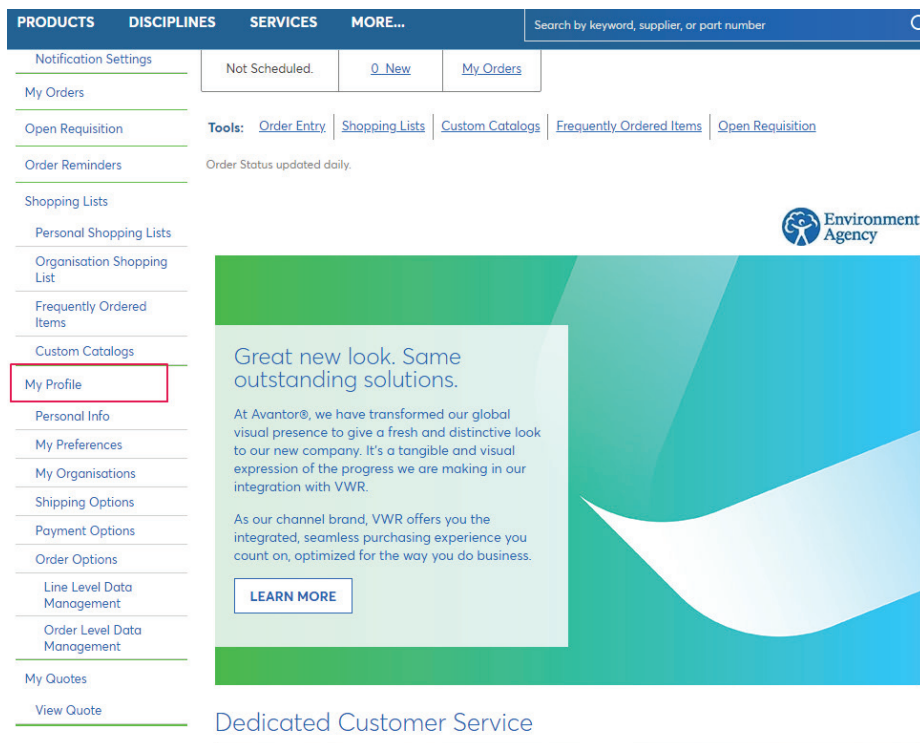 PRODUCTS DISCIPLINES SERVICES MORE... Search by keyword, supplier, or part number
Notification Settings
My Orders
Open Requisition
Order Reminders
Shopping Lists
Personal Shopping Lists
Organisation Shopping
List
Frequently Ordered
Items
Custom Catalogs
My Profile
Personal Info
My Preferences
My Organisations
Shipping Options
Payment Options
Order Options
Line Level Data
Management
Order Level Data
Management
My Quotes
View Quote
Not Scheduled. 0 New My Orders
Tools: Order Entry Shopping Lists Custom Catalogs Frequently Ordered Items Open Requisition
Order Status updated daily.
Environment
Agency
Great new look. Same
outstanding solutions.
At Avantor®, we have transformed our global
visual presence to give a fresh and distinctive look
to our new company. It's a tangible and visual
expression of the progress we are making in our
integration with VWR.
As our channel brand, VWR offers you the
integrated, seamless purchasing experience you
count on, optimized for the way you do business.
LEARN MORE
Dedicated Customer Service